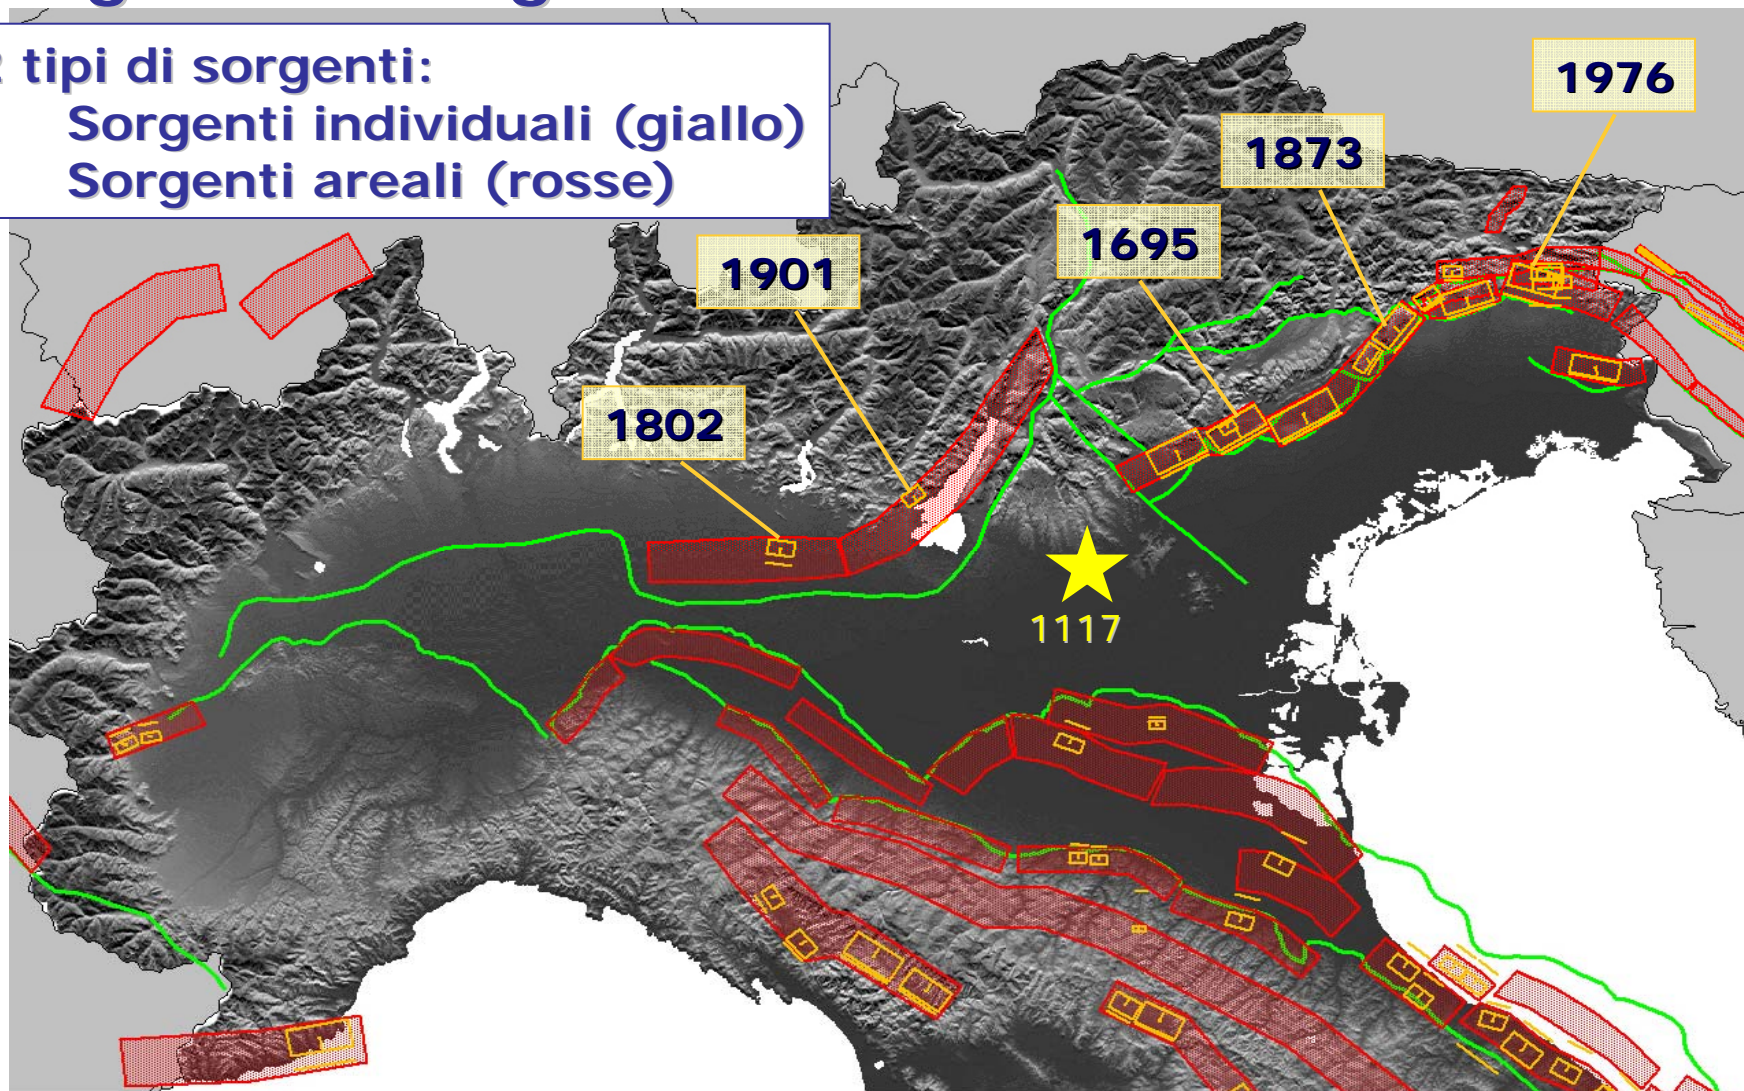 tipi di sorgenti:
Sorgenti individuali (giallo)
Sorgenti areali (rosse)
1976
1873
1695
1901
1802
1117